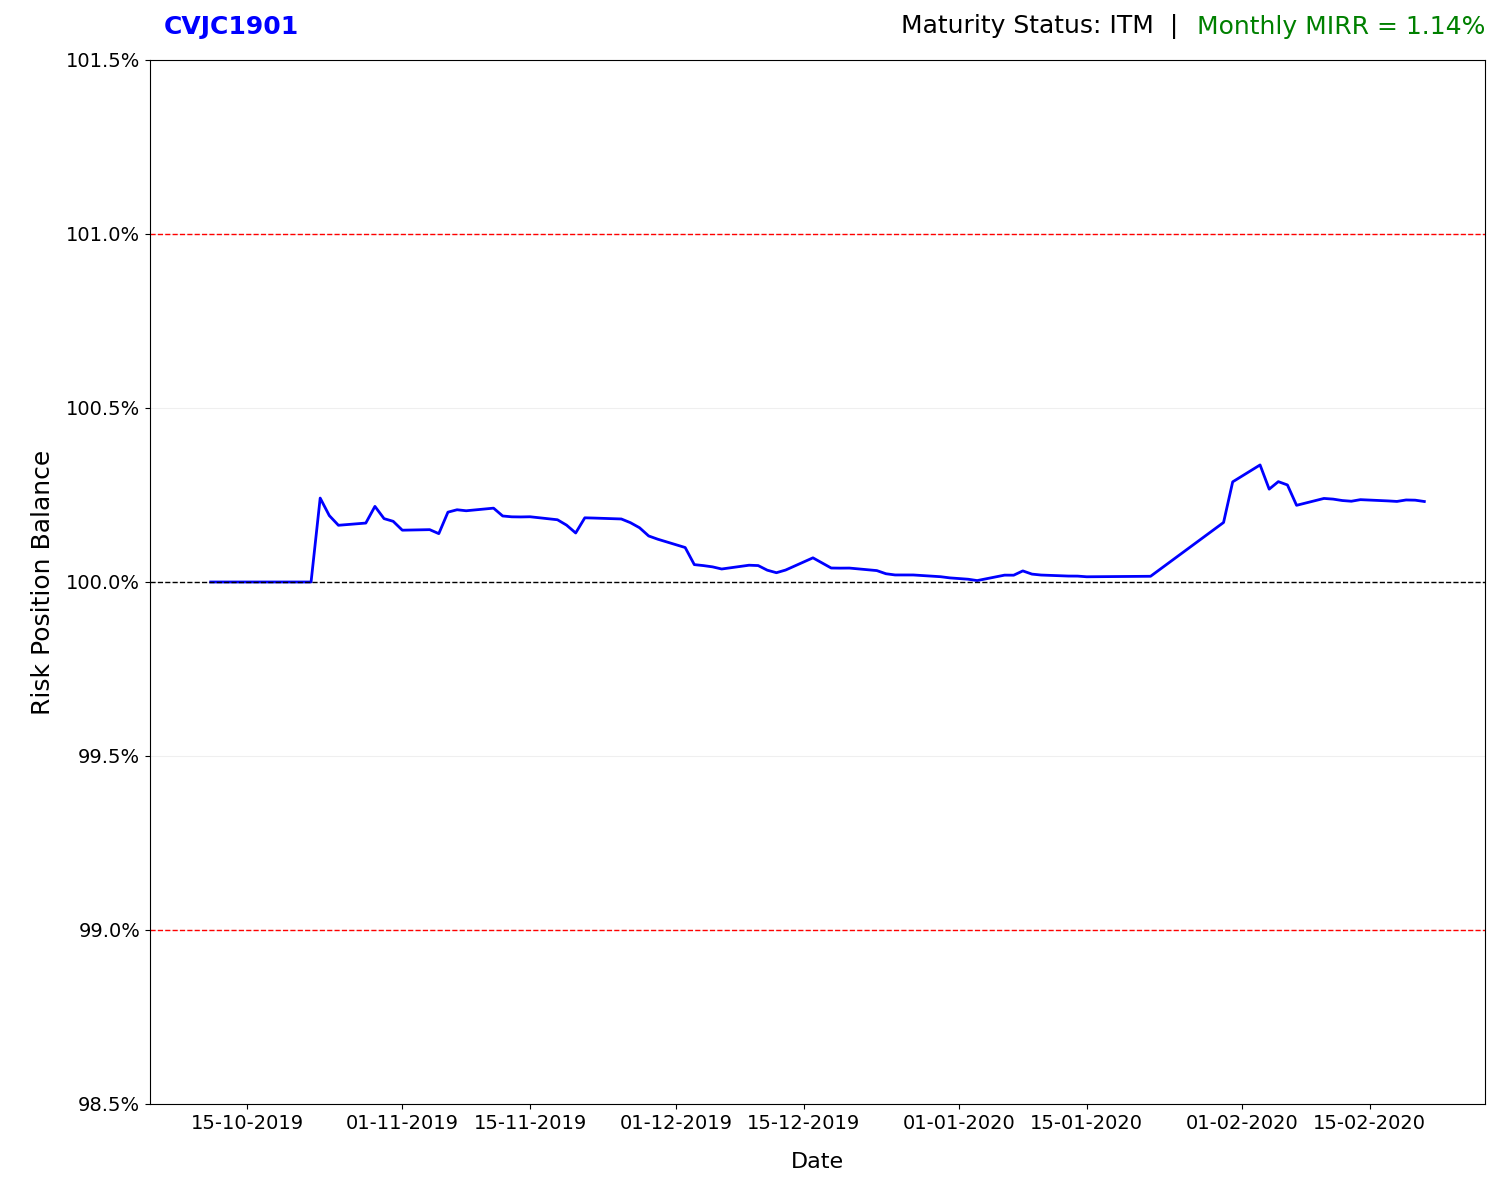 CVJC1901
Maturity Status: ITM | Monthly MIRR = 1.14%
101.5%
101.0%
100.5%
100.0%
99.5%
99.0%
98.5%
Risk Position Balance
15-10-2019 01-11-2019 15-11-2019 01-12-2019 15-12-2019 01-01-2020 15-01-2020 01-02-2020 15-02-2020
Date